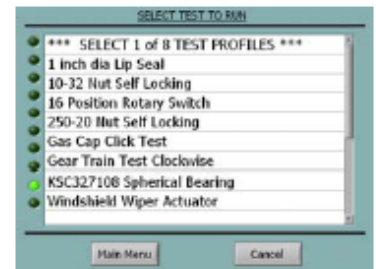 SELECT TEST TO RUN
*** SELECT 1 of 8 TEST PROFILES ***
1 inch dia Lip Seal
10-32 Nut Self Locking
16 Position Rotary Switch
250-20 Nut Self Locking
Gas Cap Click Test
Gear Train Test Clockwise
KSC327108 Spherical Bearing
Windshield Wiper Actuator
Main Menu
Cancel